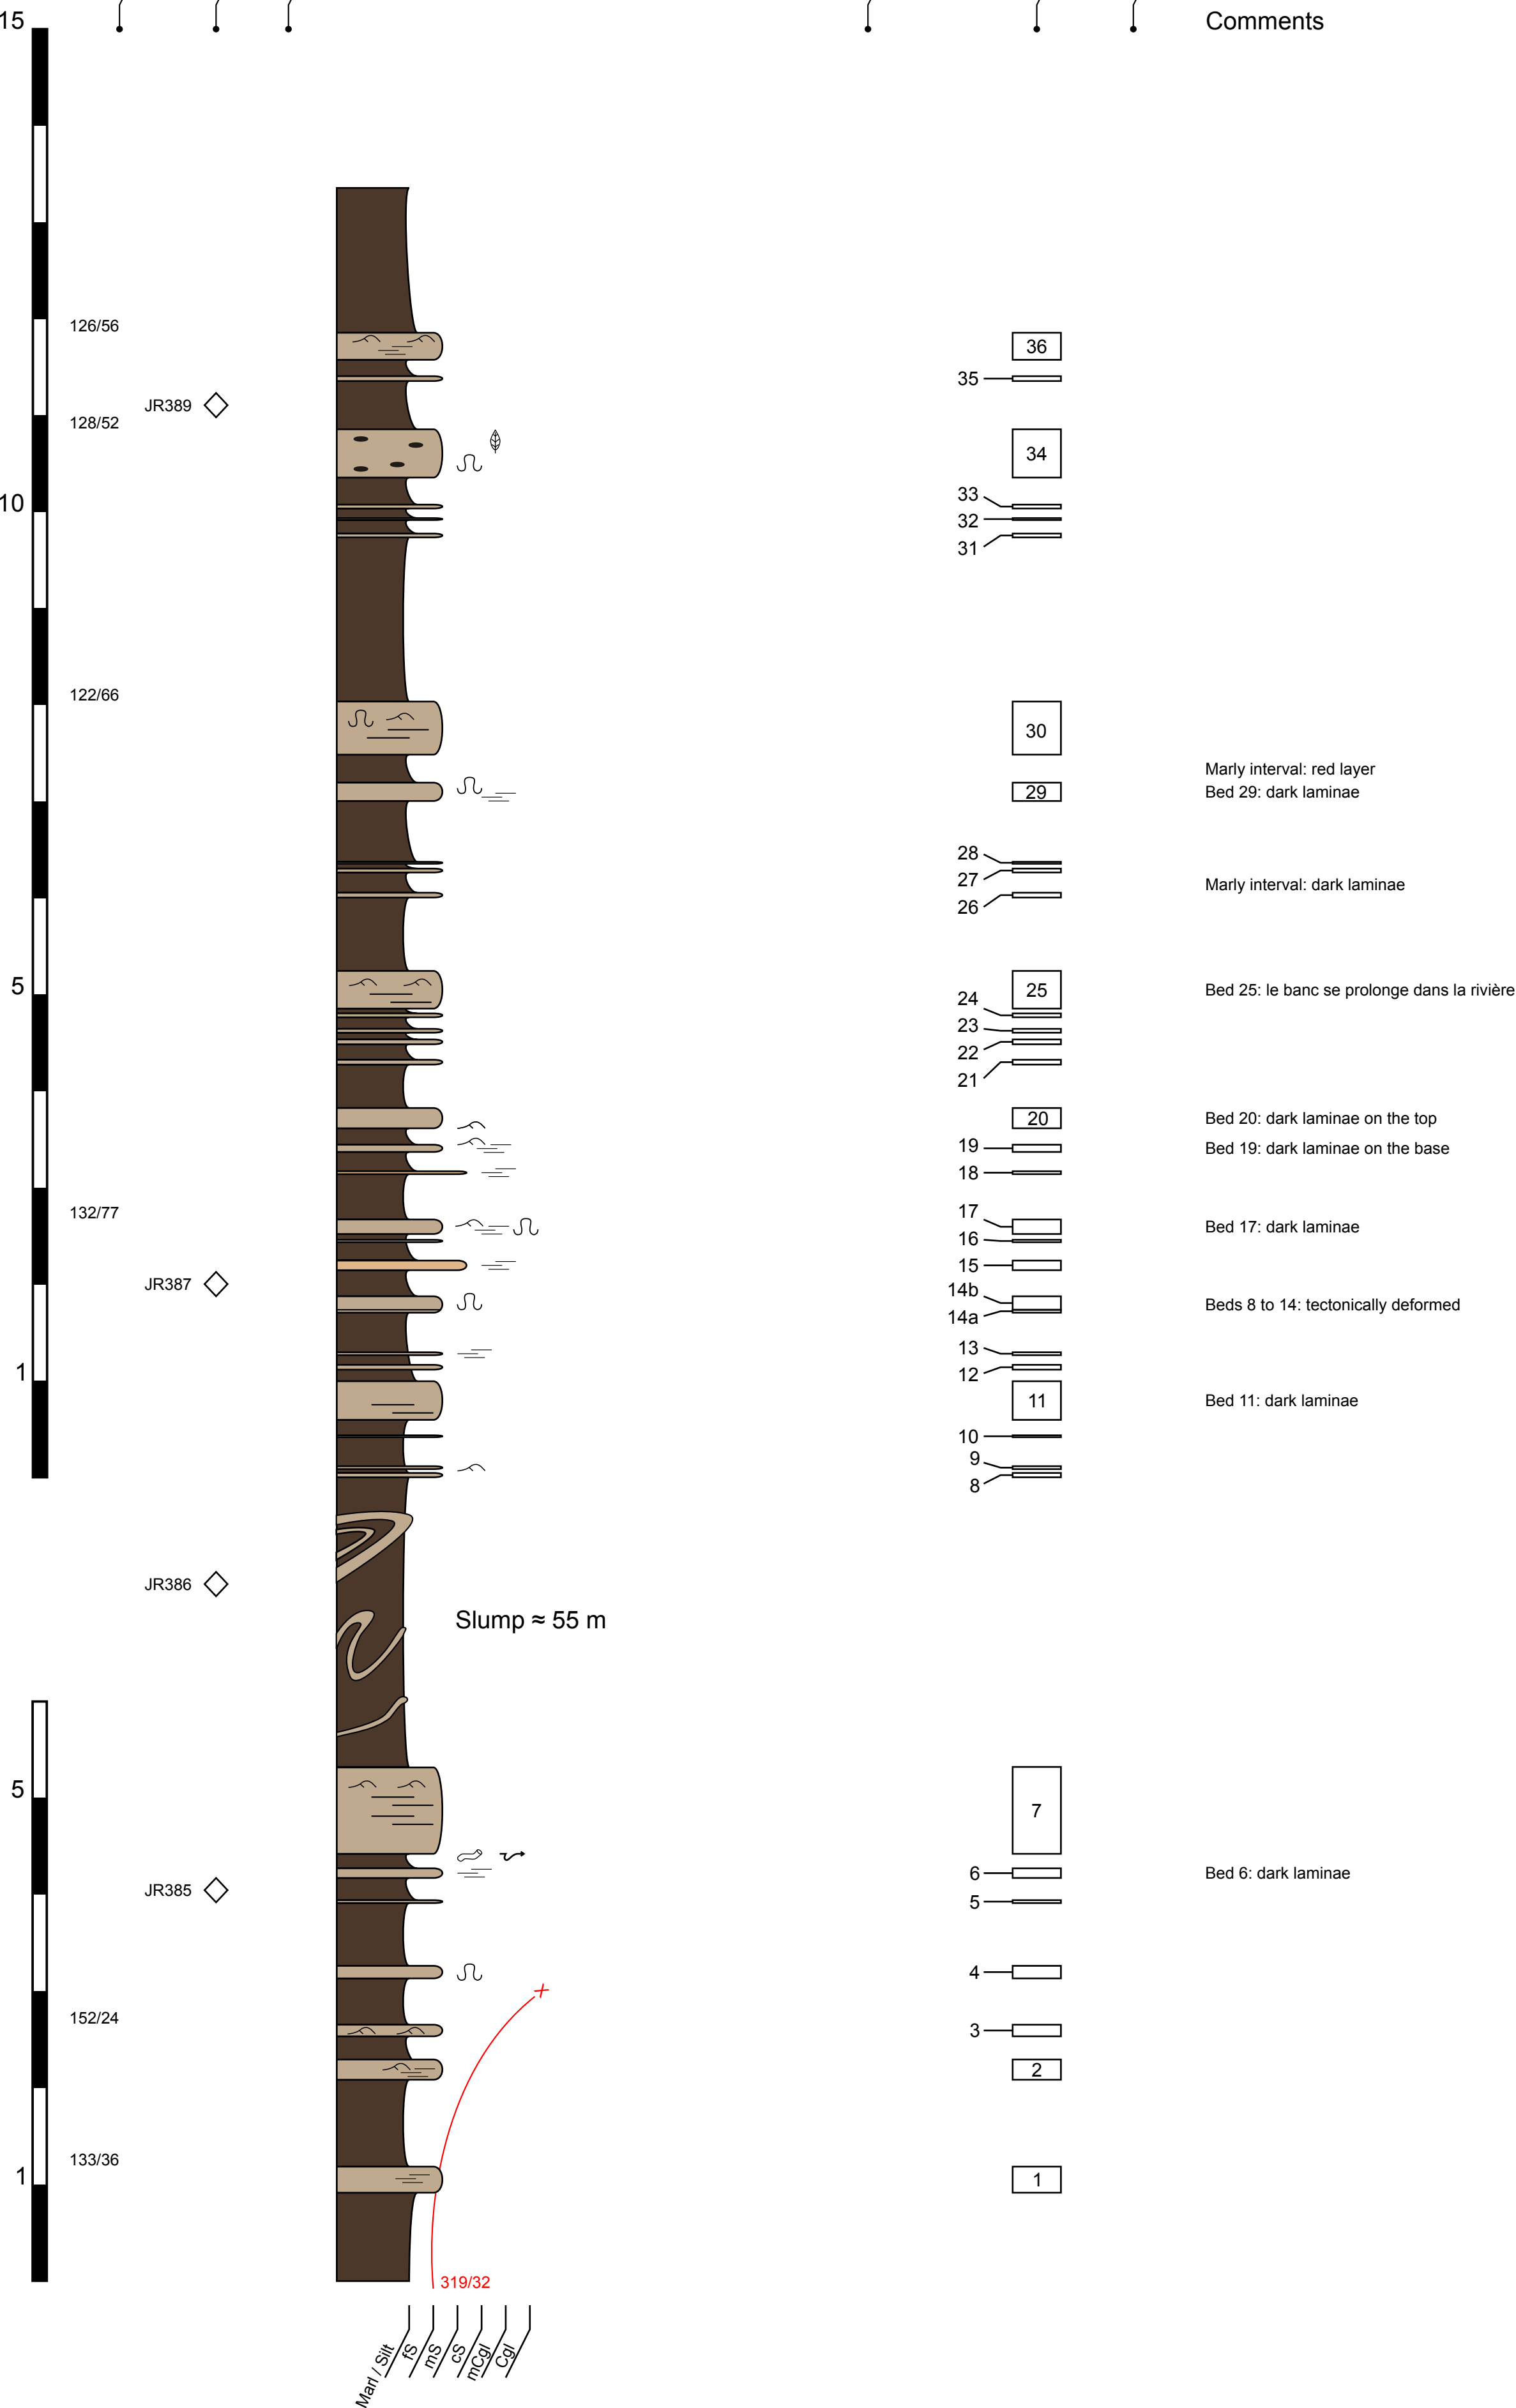 15
Comments
126/56
36
35
JR389
128/52
34
33
10
32
31
122/66
30
Marly interval: red layer
29
Bed 29: dark laminae
28
27
Marly interval: dark laminae
26
5
25
Bed 25: le banc se prolonge dans la rivière
24
23
22
21
20
Bed 20: dark laminae on the top
19
Bed 19: dark laminae on the base
18
132/77
17
Bed 17: dark laminae
16
15
JR387
14b
Beds 8 to 14: tectonically deformed
14a
13
1
12
11
Bed 11: dark laminae
10
9
8
JR386
Slump ≈ 55 m
5
7
6
Bed 6: dark laminae
JR385
5
4
152/24
3
2
133/36
1
1
319/32
Marl / Silt
fS
mS
cS
mCgl
Cgl